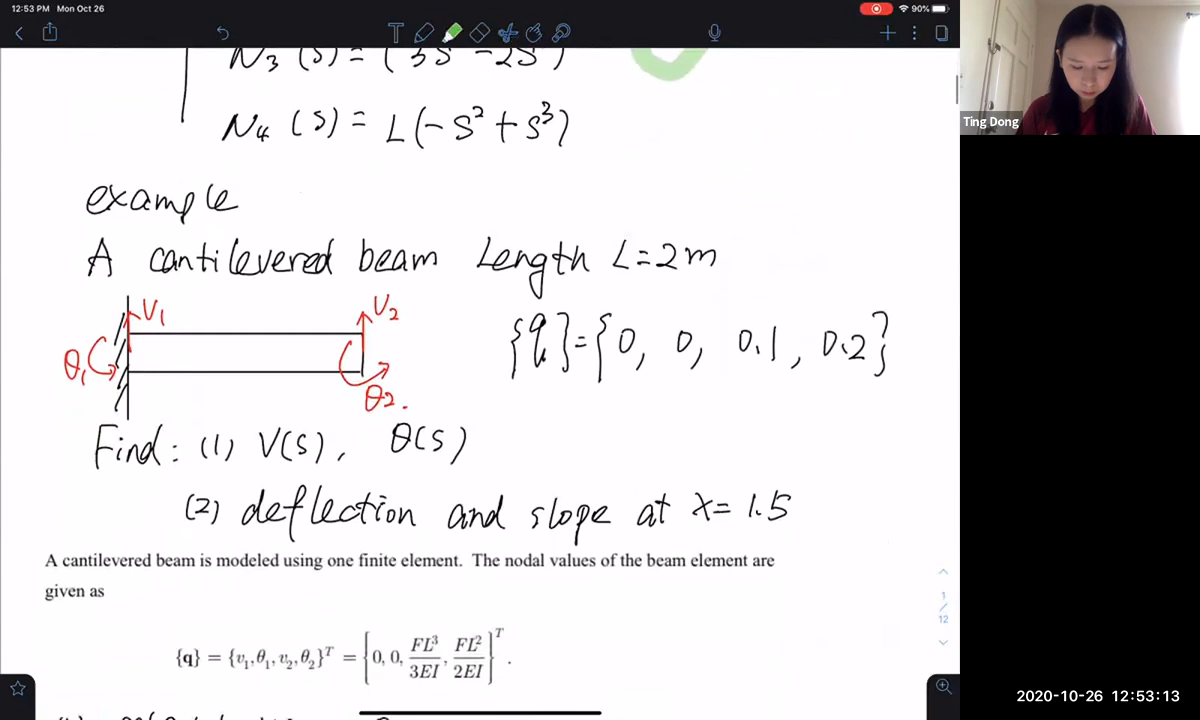 12:53 PM Mon Oct 26
90%
N₃ (S) = (3S² - 2S³)
N₄ (S) = L(-S² + S³)
Ting Dong
example
A cantilevered beam Length L=2m
V₁
V₂
θ₁
θ₂.
{q}={0, 0, 0.1, 0.2}
Find: (1) V(S), θ(S)
(2) deflection and slope at x= 1.5
A cantilevered beam is modeled using one finite element. The nodal values of the beam element are
given as
{q} = {v₁,θ₁,v₂,θ₂}ᵀ = {0, 0, FL³/3EI, FL²/2EI}ᵀ.
1
/
12
2020-10-26 12:53:13